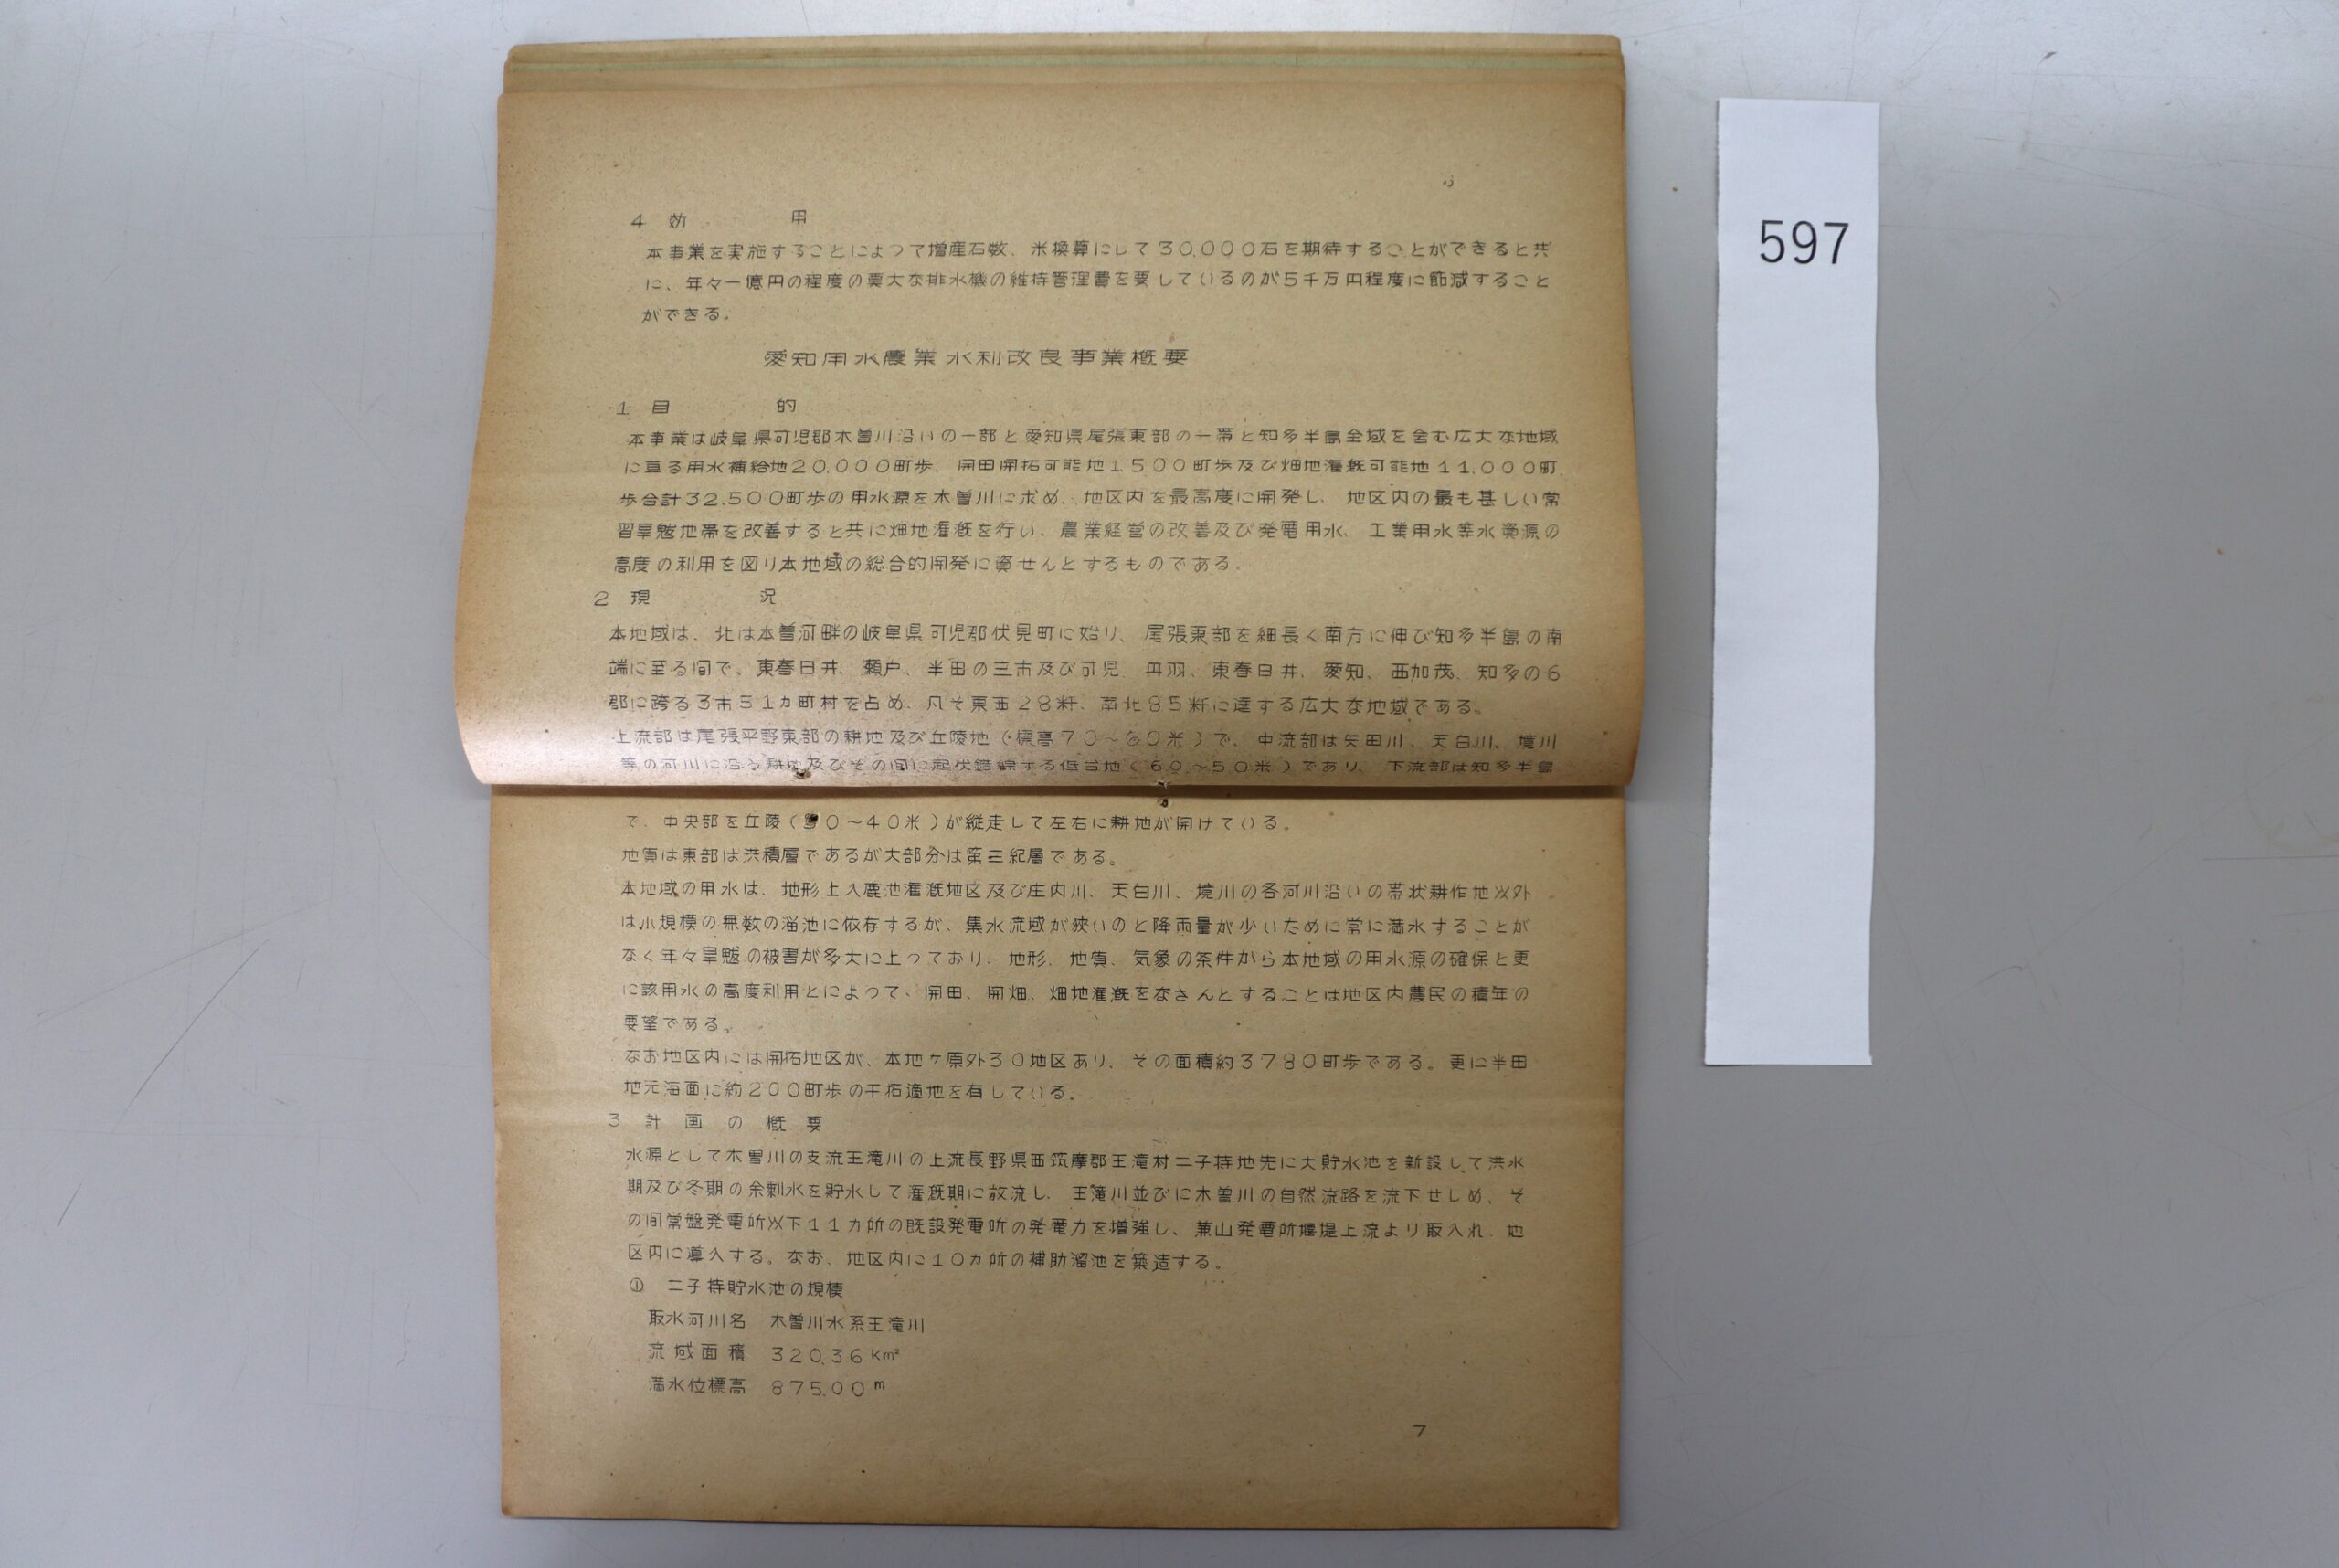 4 効 用
本事業を実施することによつて増産石数、米換算にして30,000石を期待することができると共
に、年々一億円の程度の莫大な排水機の維持管理費を要しているのが5千万円程度に節減すること
ができる。
愛知用水農業水利改良事業概要
1 目 的
本事業は岐阜県可児郡木曽川沿いの一部と愛知県尾張東部の一帯と知多半島全域を含む広大な地域
に亘る用水補給地20,000町歩、開田開拓可能地1500町歩及び畑地灌漑可能地11,000町
歩合計32,500町歩の用水源を木曽川に求め、地区内を最高度に開発し、地区内の最も甚しい常
習旱魃地帯を改善すると共に畑地灌漑を行い、農業経営の改善及び発電用水、工業用水等水資源の
高度の利用を図り本地域の総合的開発に資せんとするものである。
2 現 況
本地域は、北は木曽河畔の岐阜県可児郡伏見町に始り、尾張東部を細長く南方に伸び知多半島の南
端に至る間で、東春日井、瀬戸、半田の三市及び可児、丹羽、東春日井、愛知、西加茂、知多の6
郡に跨る3市51カ町村を占め、凡そ東西28粁、南北85粁に達する広大な地域である。
上流部は尾張平野東部の耕地及び丘陵地(標高70～60米)で、中流部は矢田川、天白川、境川
等の河川に沿う耕地及びその間に起伏する低台地(60～50米)であり、下流部は知多半島
で、中央部を丘陵(50～40米)が縦走して左右に耕地が開けている。
地質は東部は洪積層であるが大部分は第三紀層である。
本地域の用水は、地形上入鹿池灌漑地区及び庄内川、天白川、境川の各河川沿いの帯状耕作地以外
は小規模の無数の溜池に依存するが、集水流域が狭いのと降雨量が少いために常に満水することが
なく年々旱魃の被害が多大に上つており、地形、地質、気象の条件から本地域の用水源の確保と更
に該用水の高度利用とによつて、開田、開畑、畑地灌漑をなさんとすることは地区内農民の積年の
要望である。
なお地区内には開拓地区が、本地ケ原外30地区あり、その面積約3780町歩である。更に半田
地元海面に約200町歩の干拓適地を有している。
3 計画の概要
水源として木曽川の支流王滝川の上流長野県西筑摩郡王滝村二子持地先に大貯水池を新設して洪水
期及び冬期の余剰水を貯水して灌漑期に放流し、王滝川並びに木曽川の自然流路を流下せしめ、そ
の間常盤発電所以下11カ所の既設発電所の発電力を増強し、兼山発電所堰堤上流より取入れ、地
区内に導入する。なお、地区内に10カ所の補助溜池を築造する。
① 二子持貯水池の規模
取水河川名 木曽川水系王滝川
流域面積 320.36 Km²
満水位標高 875.00 m
7
597